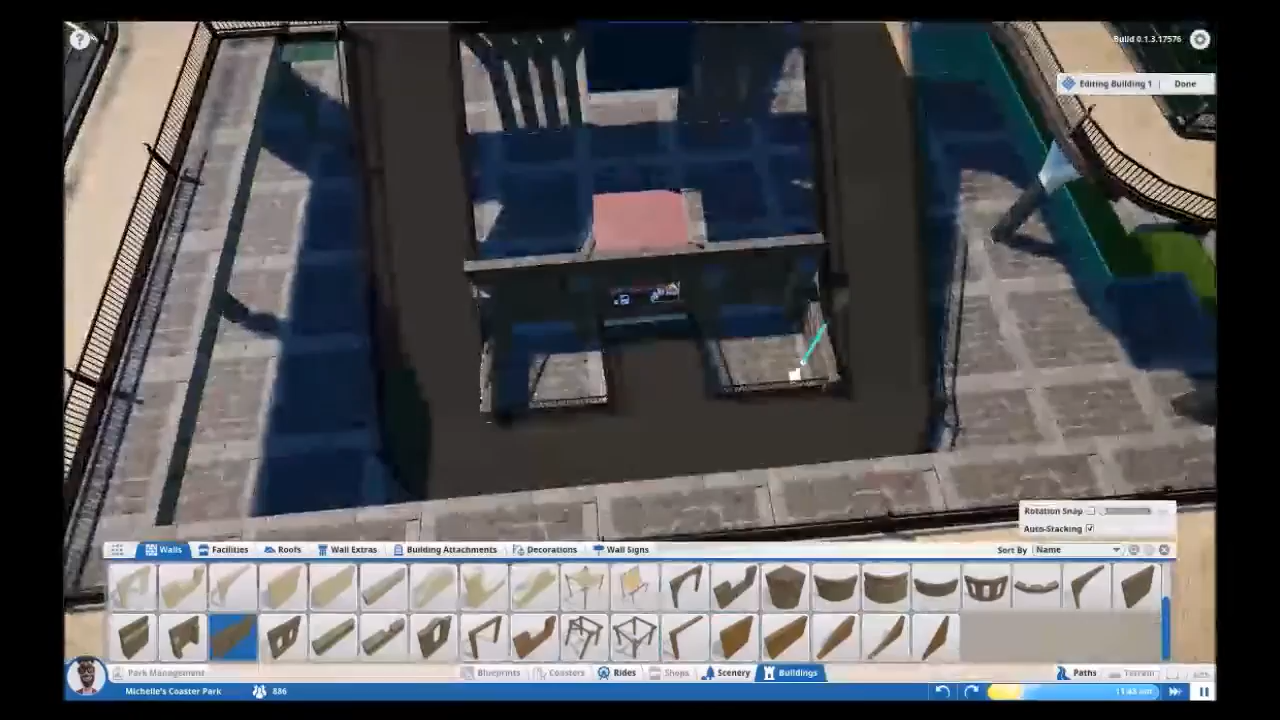 Build 0.1.3.17576
Editing Building 1 | Done
Rotation Snap
Auto-Stacking
Walls Facilities Roofs Wall Extras Building Attachments Decorations Wall Signs Sort By Name
Park Management Blueprints Coasters Rides Shops Scenery Buildings Paths Terrain
Michelle's Coaster Park 886